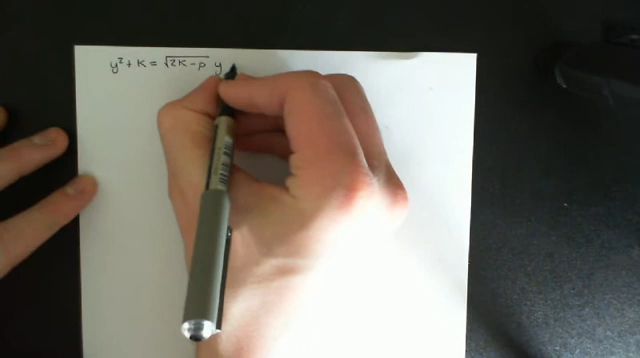 y² + k = √2k-p y